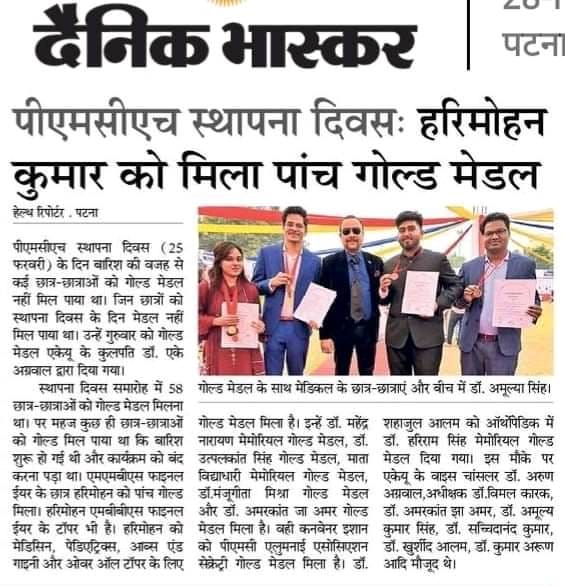 दैनिक भास्कर
पटना
पीएमसीएच स्थापना दिवसः हरिमोहन
कुमार को मिला पांच गोल्ड मेडल
हेल्थ रिपोर्टर . पटना
पीएमसीएच स्थापना दिवस (25
फरवरी) के दिन बारिश की वजह से
कई छात्र-छात्राओं को गोल्ड मेडल
नहीं मिल पाया था। जिन छात्रों को
स्थापना दिवस के दिन मेडल नहीं
मिल पाया था। उन्हें गुरुवार को गोल्ड
मेडल एकेयू के कुलपति डॉ. एके
अग्रवाल द्वारा दिया गया।
स्थापना दिवस समारोह में 58
छात्र-छात्राओं को गोल्ड मेडल मिलना
था। पर महज कुछ ही छात्र-छात्राओं
को गोल्ड मिल पाया था कि बारिश
शुरू हो गई थी और कार्यक्रम को बंद
करना पड़ा था। एमएमबीएस फाइनल
ईयर के छात्र हरिमोहन को पांच गोल्ड
मिला। हरिमोहन एमबीबीएस फाइनल
ईयर के टॉपर भी है। हरिमोहन को
मेडिसिन, पेडिएट्रिक्स, आब्स एंड
गाइनी और ओवर ऑल टॉपर के लिए
गोल्ड मेडल के साथ मेडिकल के छात्र-छात्राएं और बीच में डॉ. अमूल्या सिंह।
गोल्ड मेडल मिला है। इन्हें डॉ. महेंद्र
नारायण मेमोरियल गोल्ड मेडल, डॉ.
उत्पलकांत सिंह गोल्ड मेडल, माता
विद्याधारी मेमोरियल गोल्ड मेडल,
डॉ.मंजूगीता मिश्रा गोल्ड मेडल
और डॉ. अमरकांत जा अमर गोल्ड
मेडल मिला है। वही कनवेनर इशान
को पीएमसी एलुमनाई एसोसिएशन
सेक्रेट्री गोल्ड मेडल मिला है। डॉ.
शहाजुल आलम को ऑर्थोपेडिक में
डॉ. हरिराम सिंह मेमोरियल गोल्ड
मेडल दिया गया। इस मौके पर
एकेयू के वाइस चांसलर डॉ. अरुण
अग्रवाल,अधीक्षक डॉ.विमल कारक,
डॉ. अमरकांत झा अमर, डॉ. अमूल्य
कुमार सिंह, डॉ. सच्चिदानंद कुमार,
डॉ. खुर्शीद आलम, डॉ. कुमार अरूण
आदि मौजूद थे।